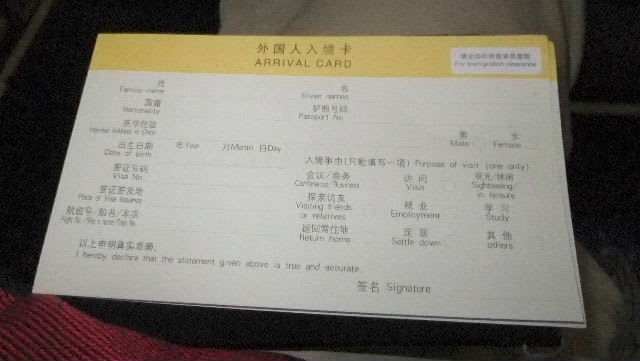 外国人入境卡
ARRIVAL CARD
请交边防检查官员查验
For Immigration clearance
姓 名
Family name Given names
国籍 护照号码
Nationality Passport No.
在华住址 男 女
Intended Address in China Male Female
出生日期 年Year 月Month 日Day
Date of birth
入境事由(只能填写一项) Purpose of visit (one only)
签证号码 会议/商务 访问 观光/休闲
Visa No. Conference/Business Visit Sightseeing/
in leisure
签证签发地 探亲访友 就业 学习
Place of Visa Issuance Visiting friends Employment Study
or relatives
航班号/船名/车次 返回常住地 定居 其他
Flight No./Ship's name/Train No. Return home Settle down others
以上申明真实准确。
I hereby declare that the statement given above is true and accurate.
签名 Signature